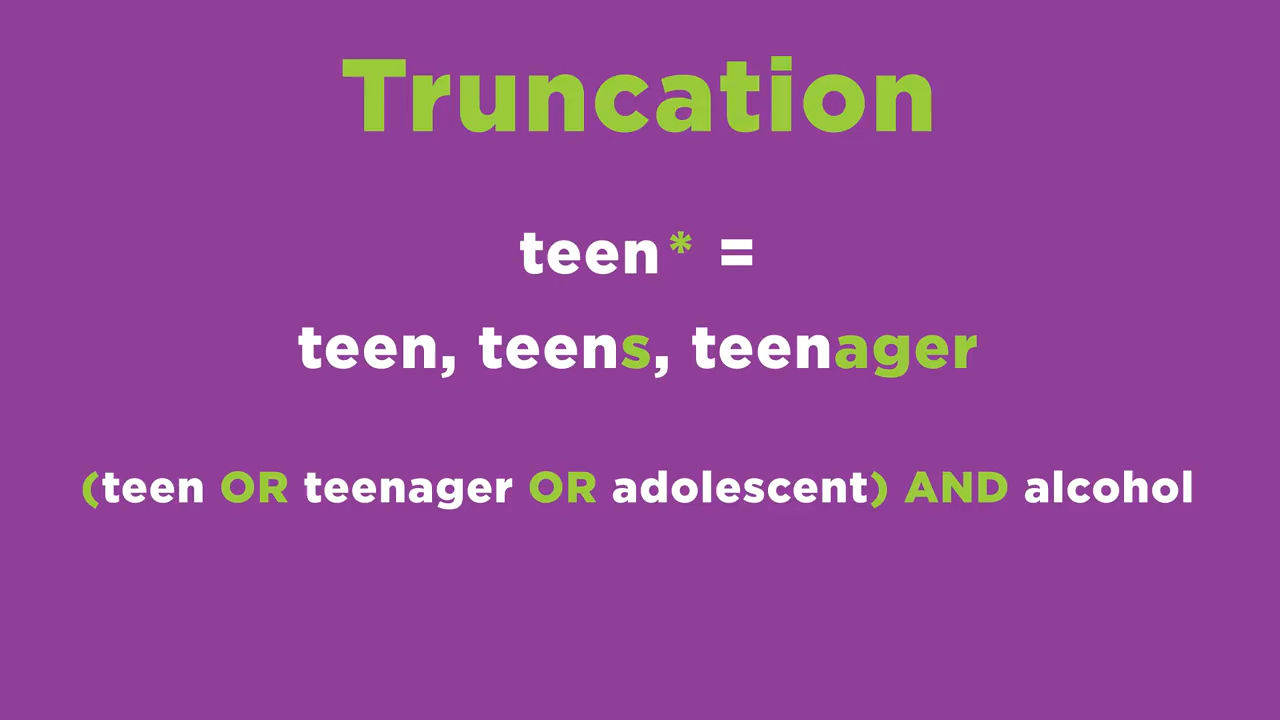 Truncation
teen* =
teen, teens, teenager
(teen OR teenager OR adolescent) AND alcohol